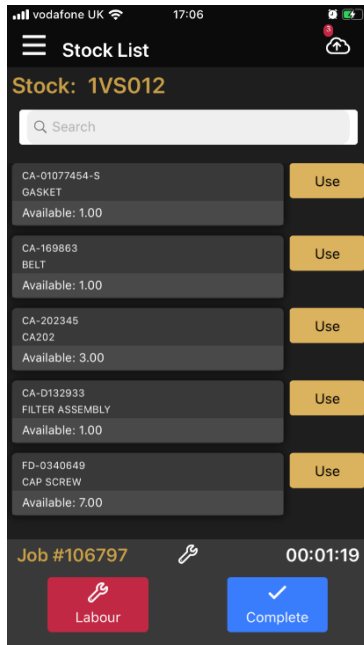 vodafone UK 17:06
3
Stock List
Stock: 1VS012
Search
CA-01077454-S
GASKET
Use
Available: 1.00
CA-169863
BELT
Use
Available: 1.00
CA-202345
CA202
Use
Available: 3.00
CA-D132933
FILTER ASSEMBLY
Use
Available: 1.00
FD-0340649
CAP SCREW
Use
Available: 7.00
Job #106797 00:01:19
Labour Complete